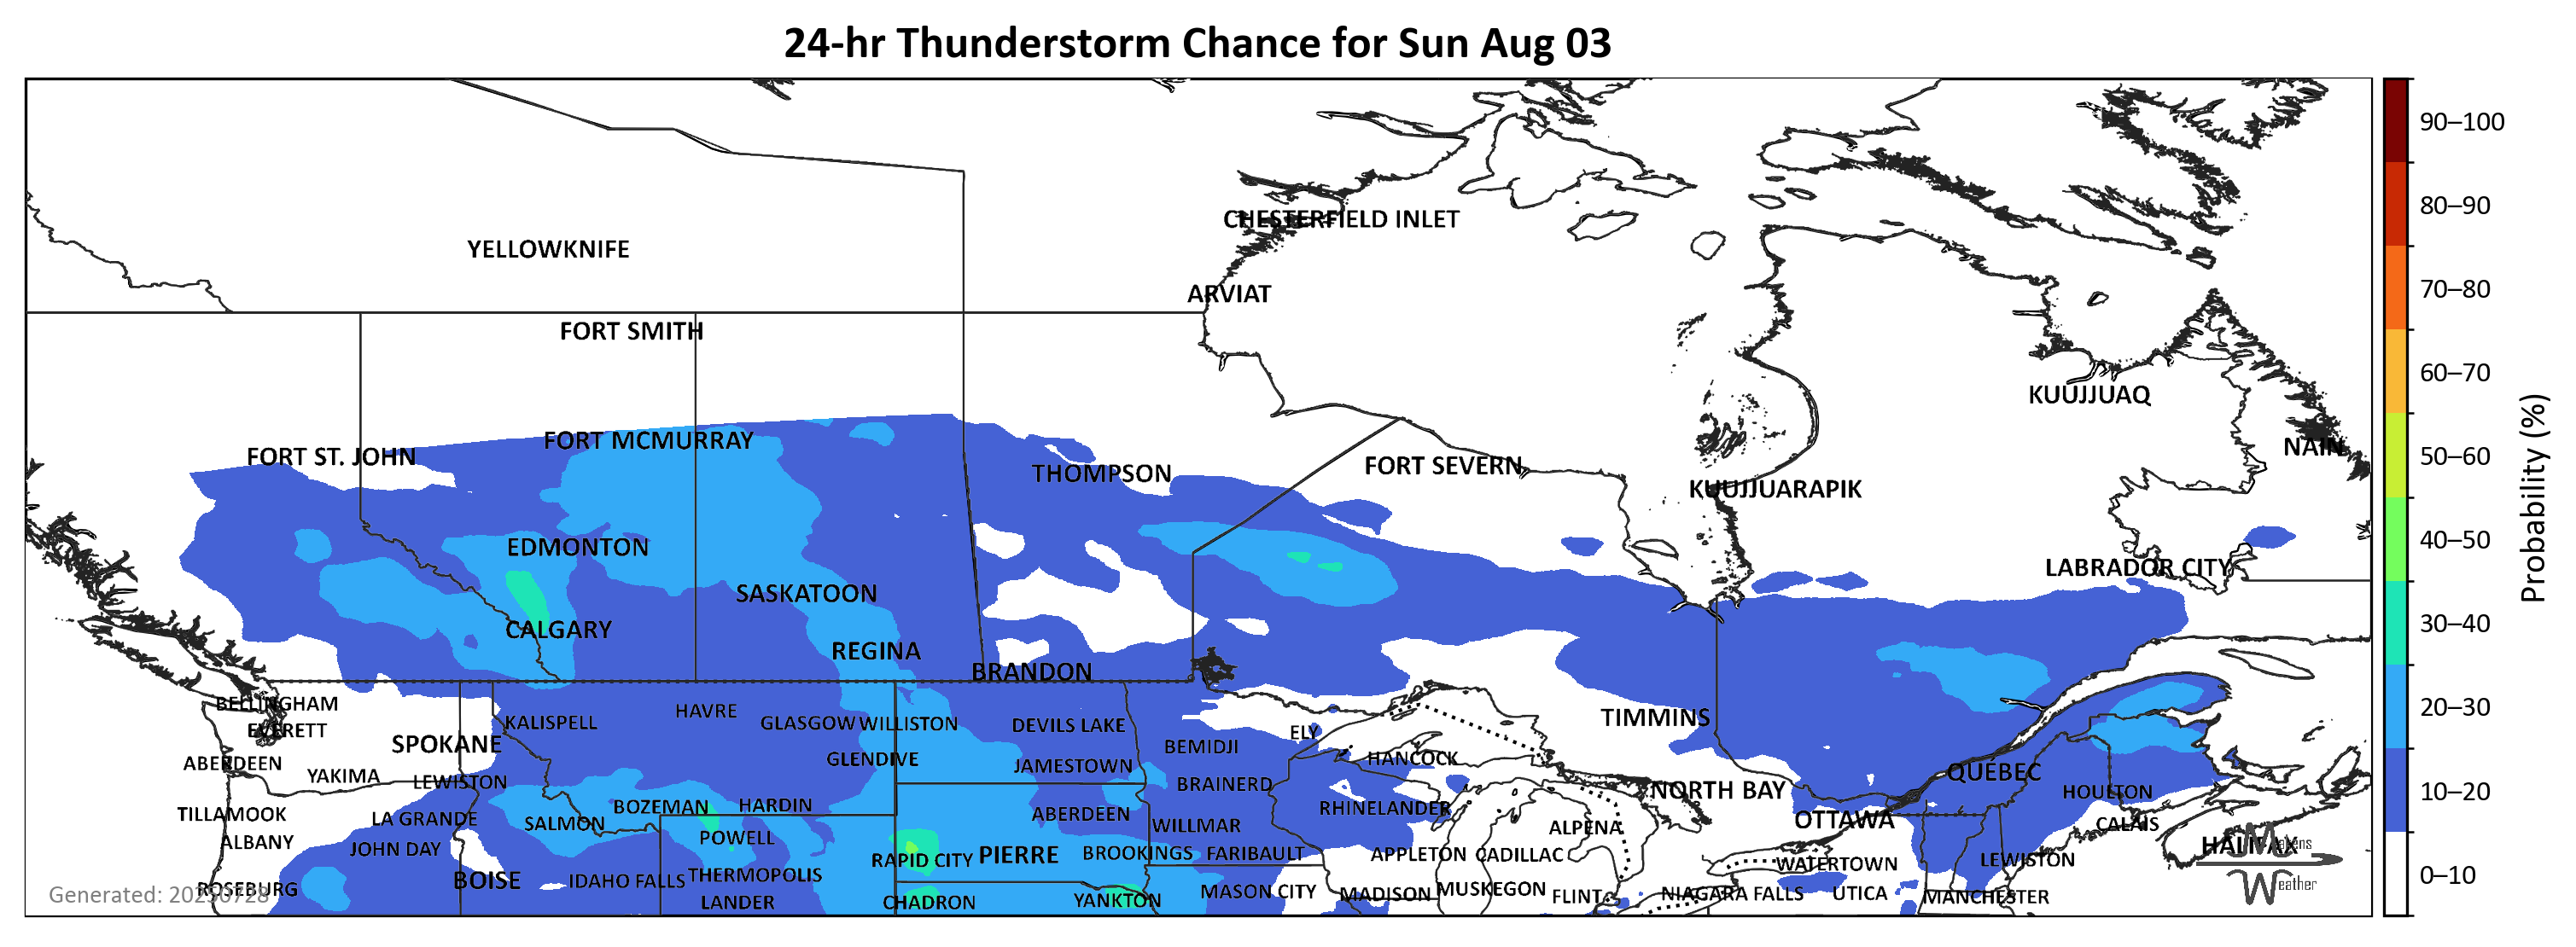 24-hr Thunderstorm Chance for Sun Aug 03
90–100
80–90
CHESTERFIELD INLET
YELLOWKNIFE
70–80
ARVIAT
FORT SMITH
60–70
KUUJJUAQ
50–60
FORT MCMURRAY
NAIN
FORT ST. JOHN
FORT SEVERN
THOMPSON
KUUJJUARAPIK
Probability (%)
40–50
EDMONTON
LABRADOR CITY
SASKATOON
30–40
CALGARY
REGINA
BRANDON
BELLINGHAM
20–30
HAVRE
KALISPELL
GLASGOW
WILLISTON
DEVILS LAKE
TIMMINS
EVERETT
ELY
SPOKANE
BEMIDJI
GLENDIVE
HANCOCK
ABERDEEN
JAMESTOWN
QUÉBEC
YAKIMA
LEWISTON
BRAINERD
NORTH BAY
HOULTON
10–20
BOZEMAN
HARDIN
RHINELANDER
TILLAMOOK
LA GRANDE
SALMON
ABERDEEN
WILLMAR
ALPENA
OTTAWA
CALAIS
POWELL
ALBANY
JOHN DAY
HALIFAX
RAPID CITY
PIERRE
BROOKINGS
FARIBAULT
APPLETON
CADILLAC
WATERTOWN
LEWISTON
ROSEBURG
BOISE
IDAHO FALLS
THERMOPOLIS
0–10
Generated: 20250728
LANDER
CHADRON
YANKTON
MASON CITY
MADISON
MUSKEGON
FLINT
NIAGARA FALLS
UTICA
MANCHESTER
Weather